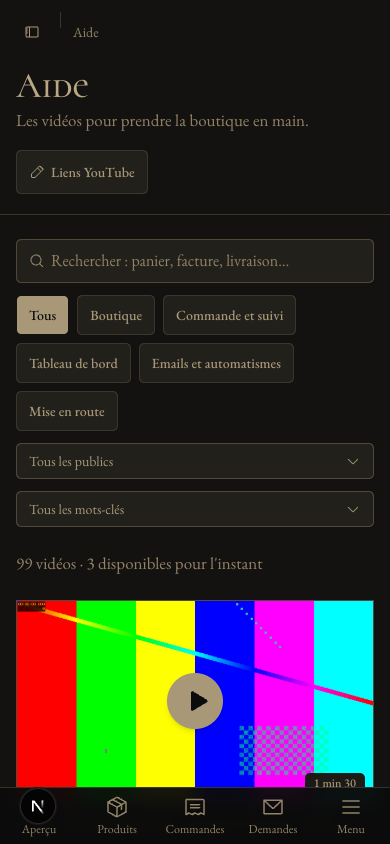 Aide
Aide
Les vidéos pour prendre la boutique en main.
Liens YouTube
Rechercher : panier, facture, livraison...
Tous
Boutique
Commande et suivi
Tableau de bord
Emails et automatismes
Mise en route
Tous les publics
Tous les mots-clés
99 vidéos · 3 disponibles pour l'instant
1 min 30
N
Aperçu
Produits
Commandes
Demandes
Menu